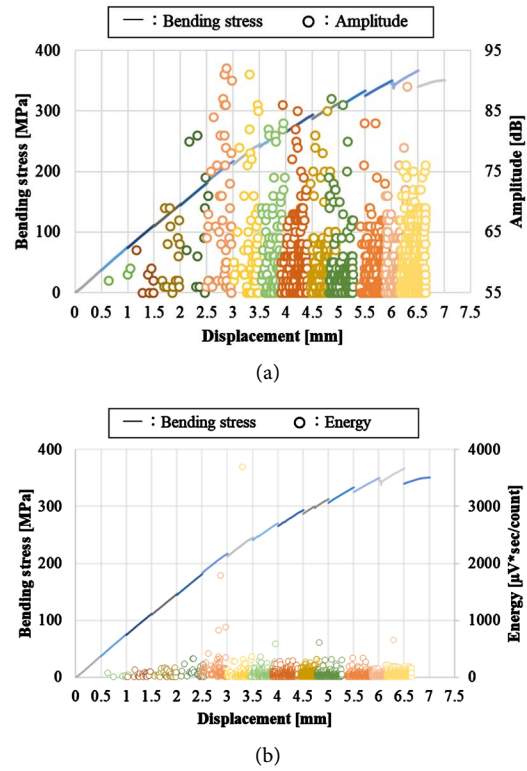 — : Bending stress ○ : Amplitude
400 95
300 85
200 75
100 65
0 55
Bending stress [MPa]
Amplitude [dB]
0 0.5 1 1.5 2 2.5 3 3.5 4 4.5 5 5.5 6 6.5 7 7.5
Displacement [mm]
(a)
— : Bending stress ○ : Energy
400 4000
300 3000
200 2000
100 1000
0 0
Bending stress [MPa]
Energy [μV*sec/count]
0 0.5 1 1.5 2 2.5 3 3.5 4 4.5 5 5.5 6 6.5 7 7.5
Displacement [mm]
(b)